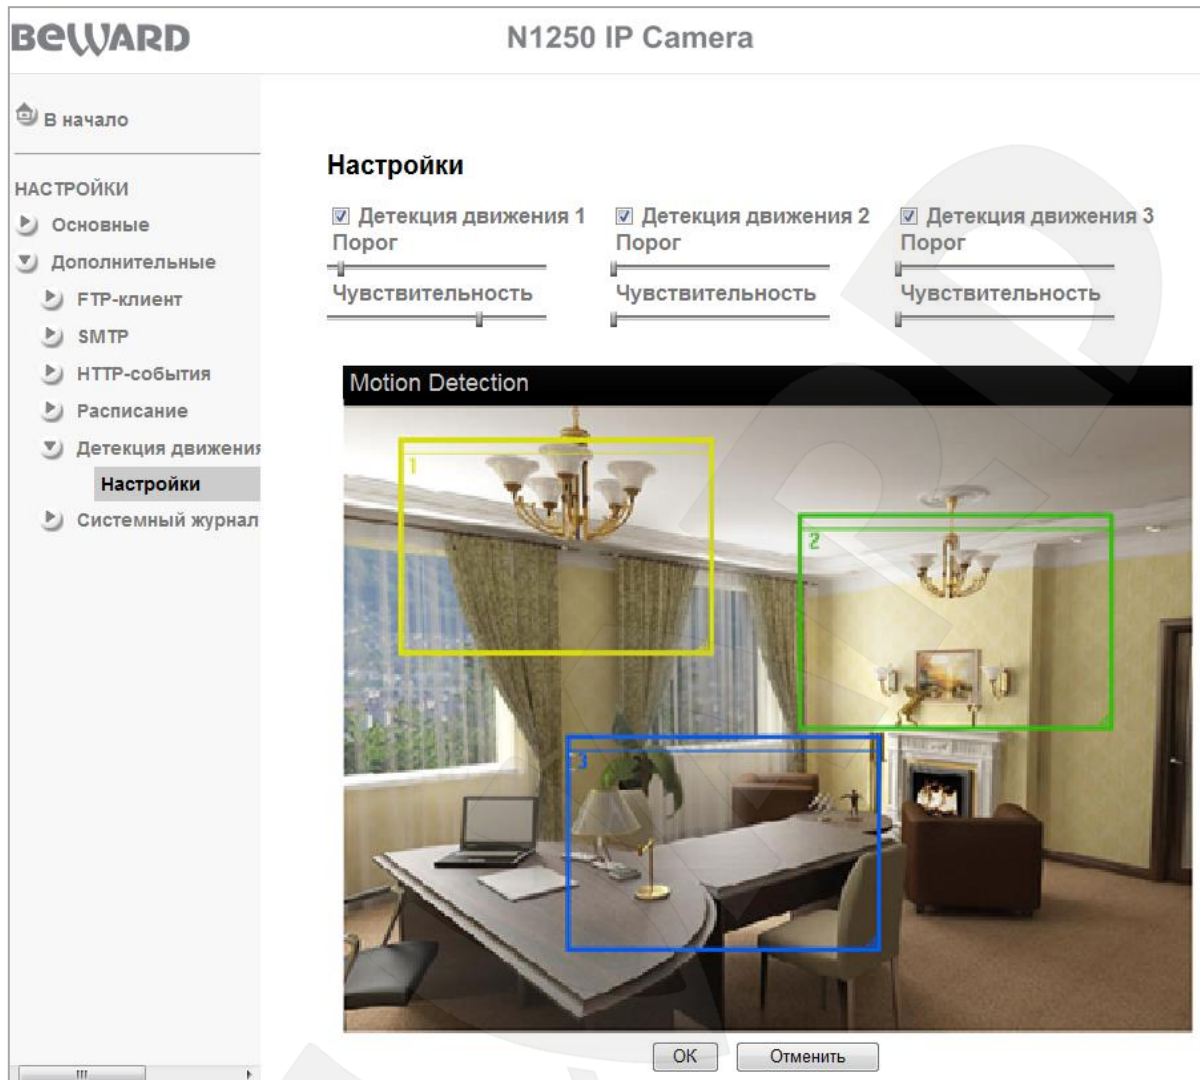 BEWARD
N1250 IP Camera
В начало
НАСТРОЙКИ
Основные
Дополнительные
FTP-клиент
SMTP
HTTP-события
Расписание
Детекция движения
Настройки
Системный журнал
Настройки
Детекция движения 1
Порог
Чувствительность
Детекция движения 2
Порог
Чувствительность
Детекция движения 3
Порог
Чувствительность
Motion Detection
1
2
3
OK
Отменить